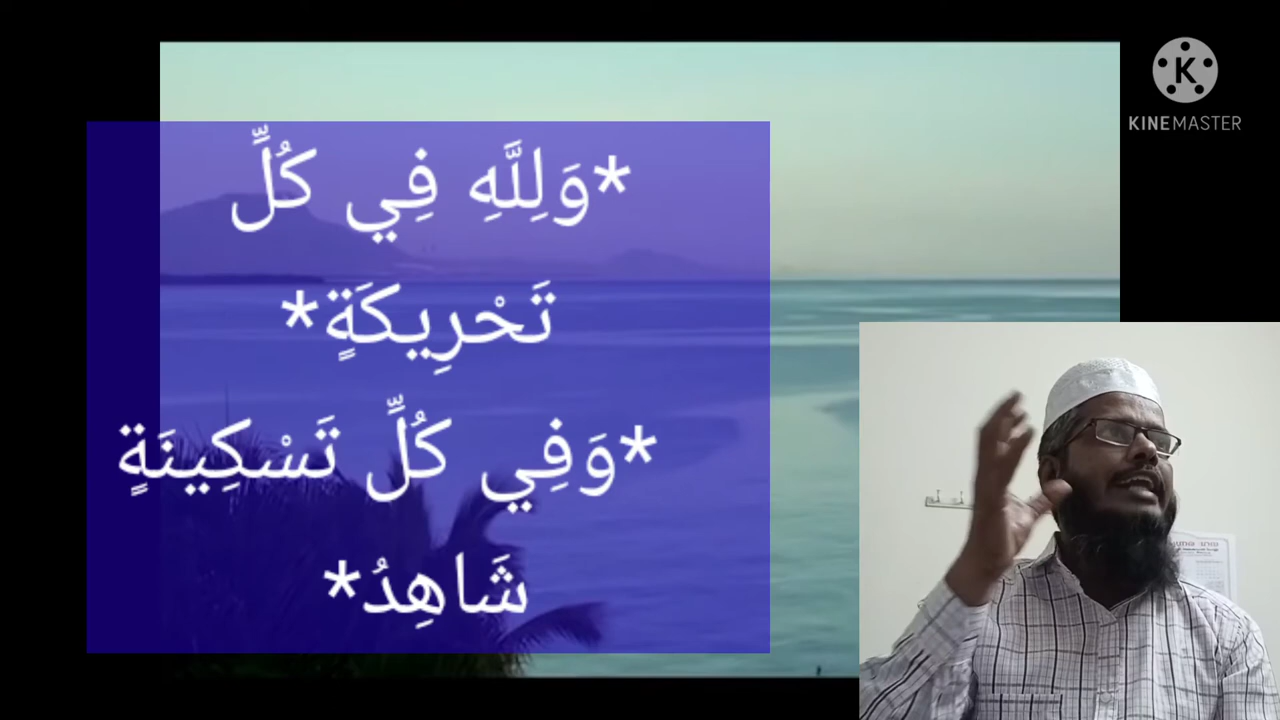 *وَلِلَّهِ فِي كُلِّ
تَحْرِيكَةٍ*
*وَفِي كُلِّ تَسْكِينَةٍ
شَاهِدُ*
KINEMASTER